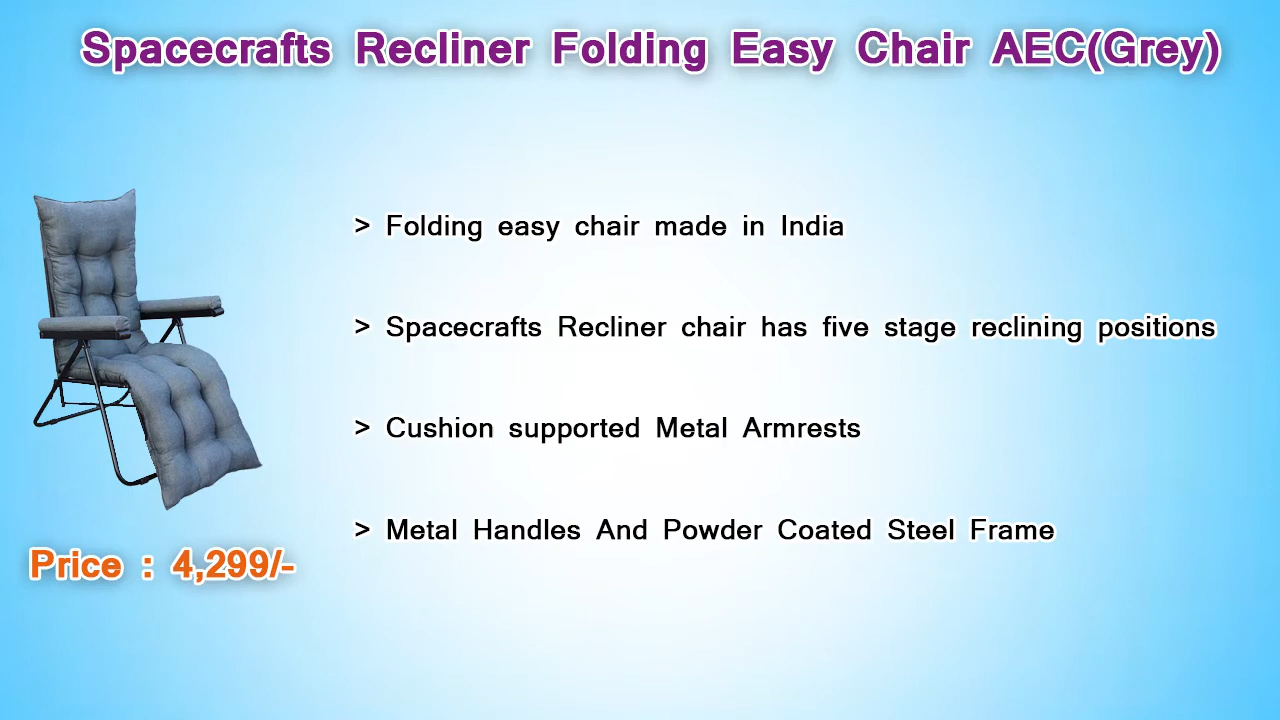 Spacecrafts Recliner Folding Easy Chair AEC(Grey)
> Folding easy chair made in India
> Spacecrafts Recliner chair has five stage reclining positions
> Cushion supported Metal Armrests
> Metal Handles And Powder Coated Steel Frame
Price : 4,299/-